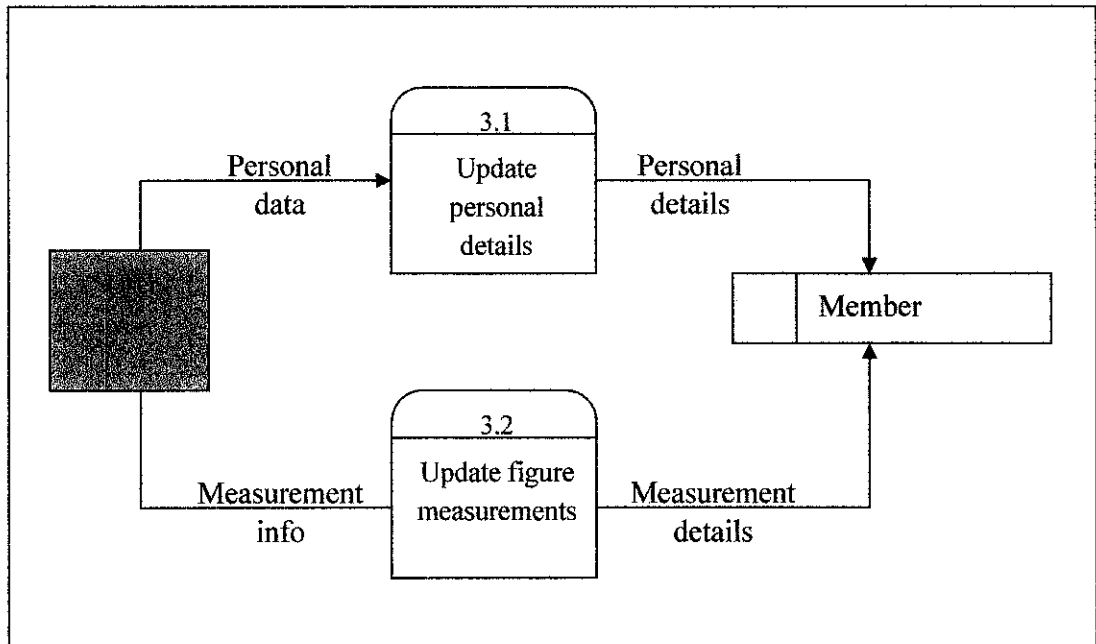 3.1
Update
personal
details
Personal
data
Personal
details
Member
3.2
Update figure
measurements
Measurement
info
Measurement
details